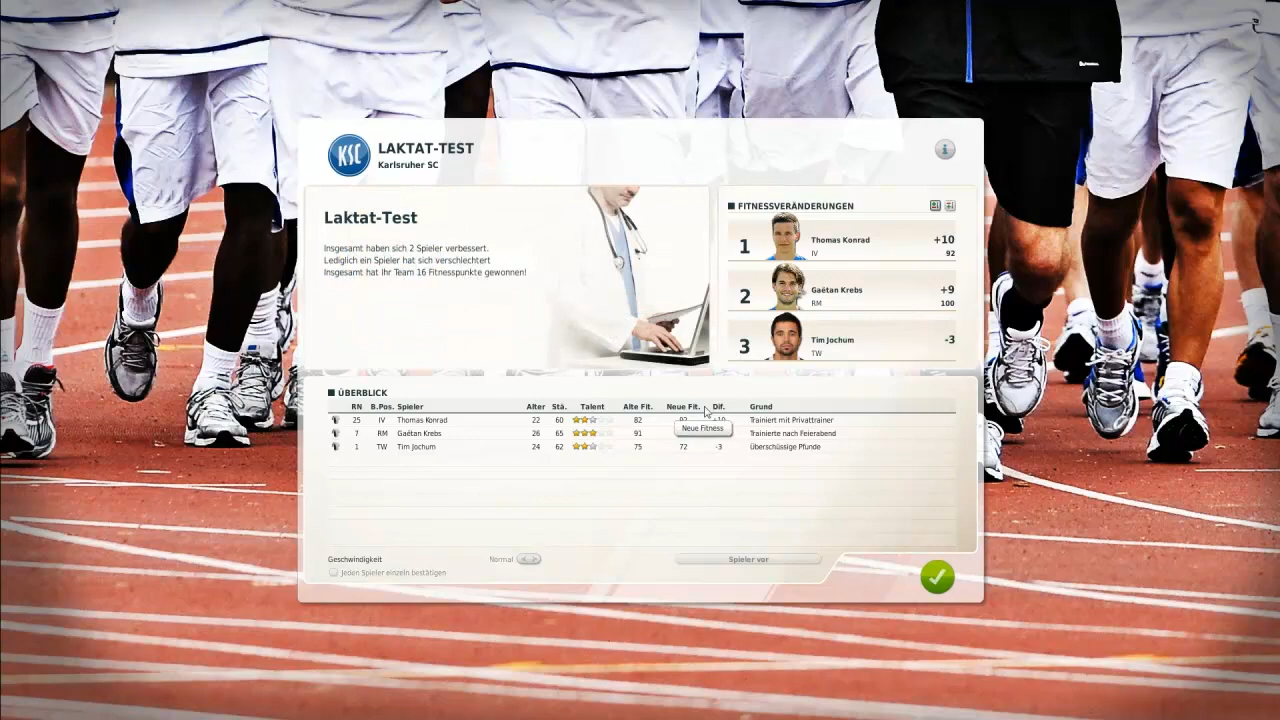 KSC
LAKTAT-TEST
Karlsruher SC
Laktat-Test
Insgesamt haben sich 2 Spieler verbessert.
Lediglich ein Spieler hat sich verschlechtert
Insgesamt hat Ihr Team 16 Fitnesspunkte gewonnen!
FITNESSVERÄNDERUNGEN
1 Thomas Konrad +10
IV 92
2 Gaëtan Krebs +9
RM 100
3 Tim Jochum -3
TW
ÜBERBLICK
RN B.Pos. Spieler Alter Stä. Talent Alte Fit. Neue Fit. Dif. Grund
25 IV Thomas Konrad 22 60 82 92 +10 Trainiert mit Privattrainer
7 RM Gaëtan Krebs 26 65 91 Trainierte nach Feierabend
Neue Fitness
1 TW Tim Jochum 24 62 75 72 -3 Überschüssige Pfunde
Geschwindigkeit Normal Spieler vor
Jeden Spieler einzeln bestätigen